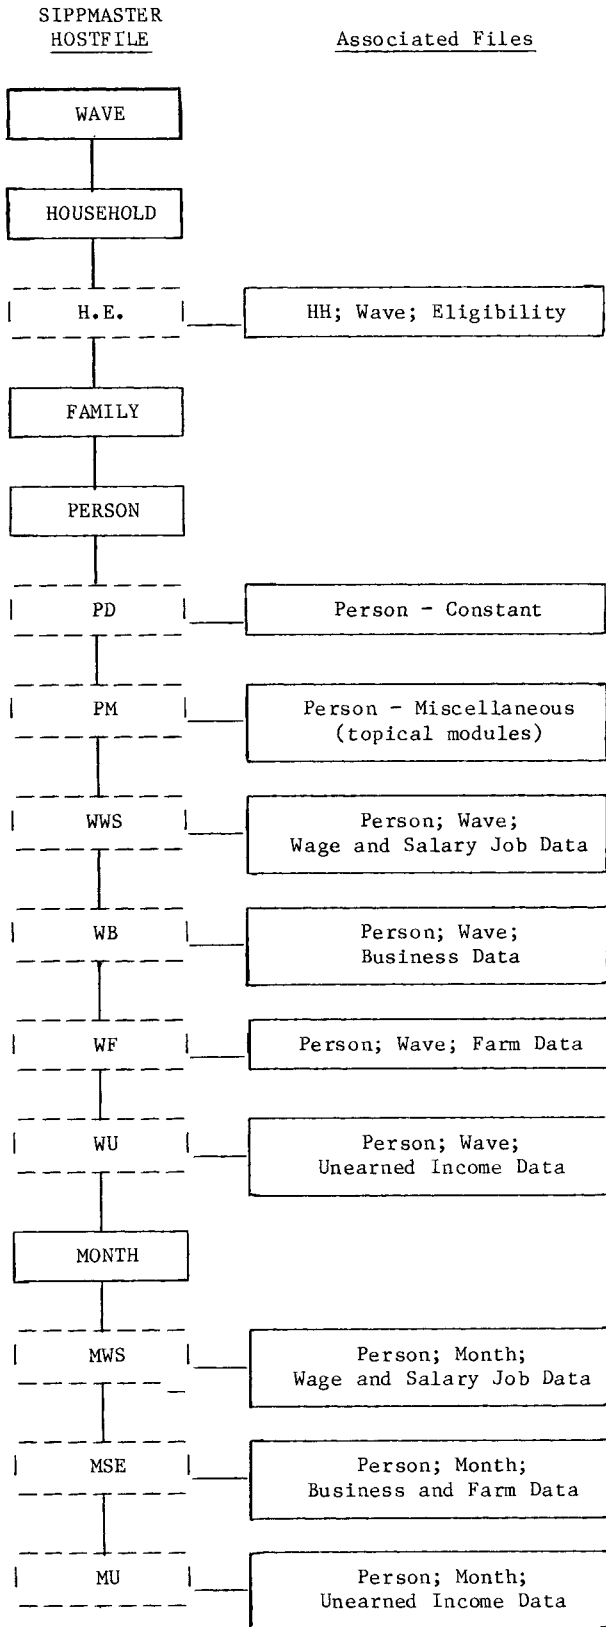 SIPPMASTER
HOSTFILE
Associated Files
WAVE
HOUSEHOLD
H.E.
HH; Wave; Eligibility
FAMILY
PERSON
PD
Person - Constant
PM
Person - Miscellaneous
(topical modules)
WWS
Person; Wave;
Wage and Salary Job Data
WB
Person; Wave;
Business Data
WF
Person; Wave; Farm Data
WU
Person; Wave;
Unearned Income Data
MONTH
MWS
Person; Month;
Wage and Salary Job Data
MSE
Person; Month;
Business and Farm Data
MU
Person; Month;
Unearned Income Data